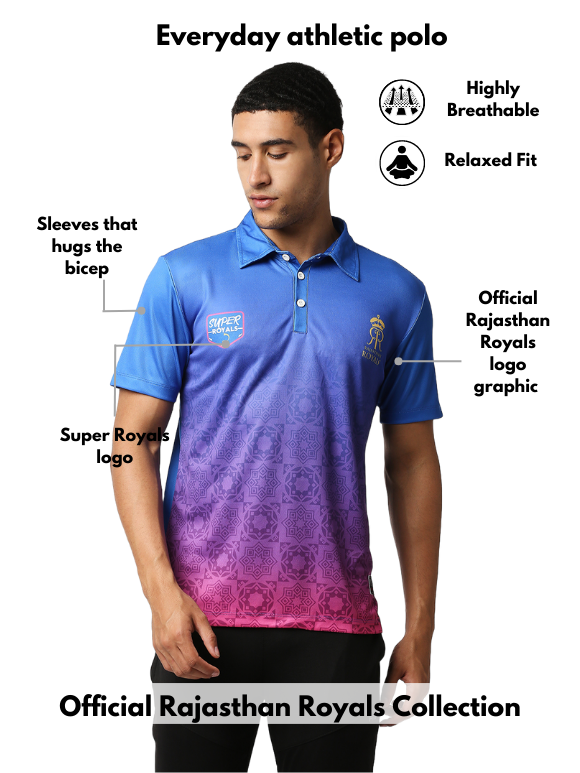 Everyday athletic polo
Highly
Breathable
Relaxed Fit
Sleeves that
hugs the
bicep
Official
Rajasthan
Royals
logo
graphic
SUPER
ROYALS
ROYALS
Super Royals
logo
Official Rajasthan Royals Collection